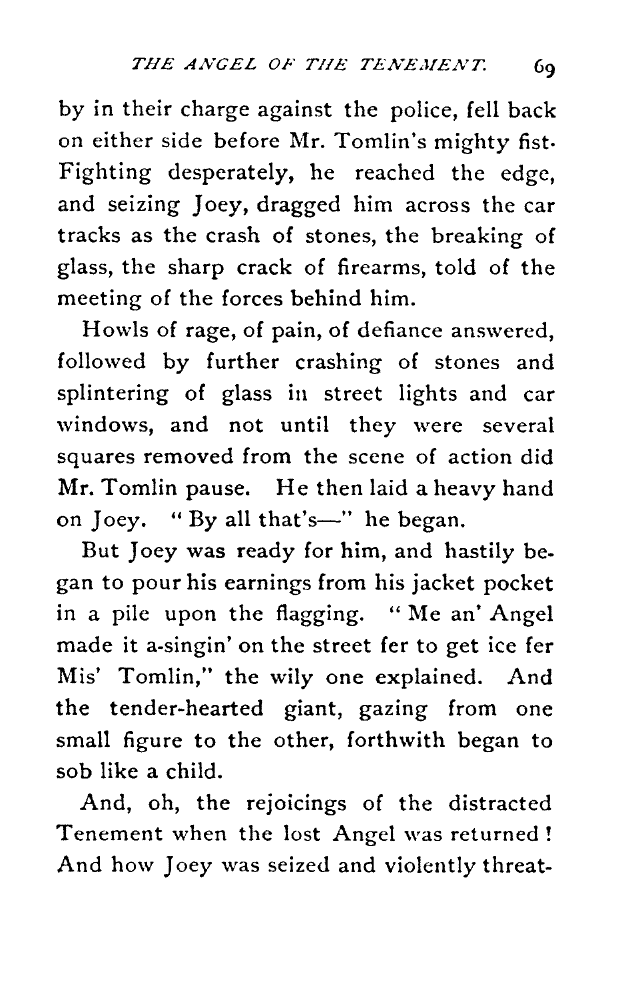 THE ANGEL OF THE TENEMENT. 69
by in their charge against the police, fell back
on either side before Mr. Tomlin's mighty fist.
Fighting desperately, he reached the edge,
and seizing Joey, dragged him across the car
tracks as the crash of stones, the breaking of
glass, the sharp crack of firearms, told of the
meeting of the forces behind him.
Howls of rage, of pain, of defiance answered,
followed by further crashing of stones and
splintering of glass in street lights and car
windows, and not until they were several
squares removed from the scene of action did
Mr. Tomlin pause. He then laid a heavy hand
on Joey. “ By all that's—” he began.
But Joey was ready for him, and hastily be-
gan to pour his earnings from his jacket pocket
in a pile upon the flagging. “ Me an' Angel
made it a-singin' on the street fer to get ice fer
Mis' Tomlin,” the wily one explained. And
the tender-hearted giant, gazing from one
small figure to the other, forthwith began to
sob like a child.
And, oh, the rejoicings of the distracted
Tenement when the lost Angel was returned !
And how Joey was seized and violently threat-